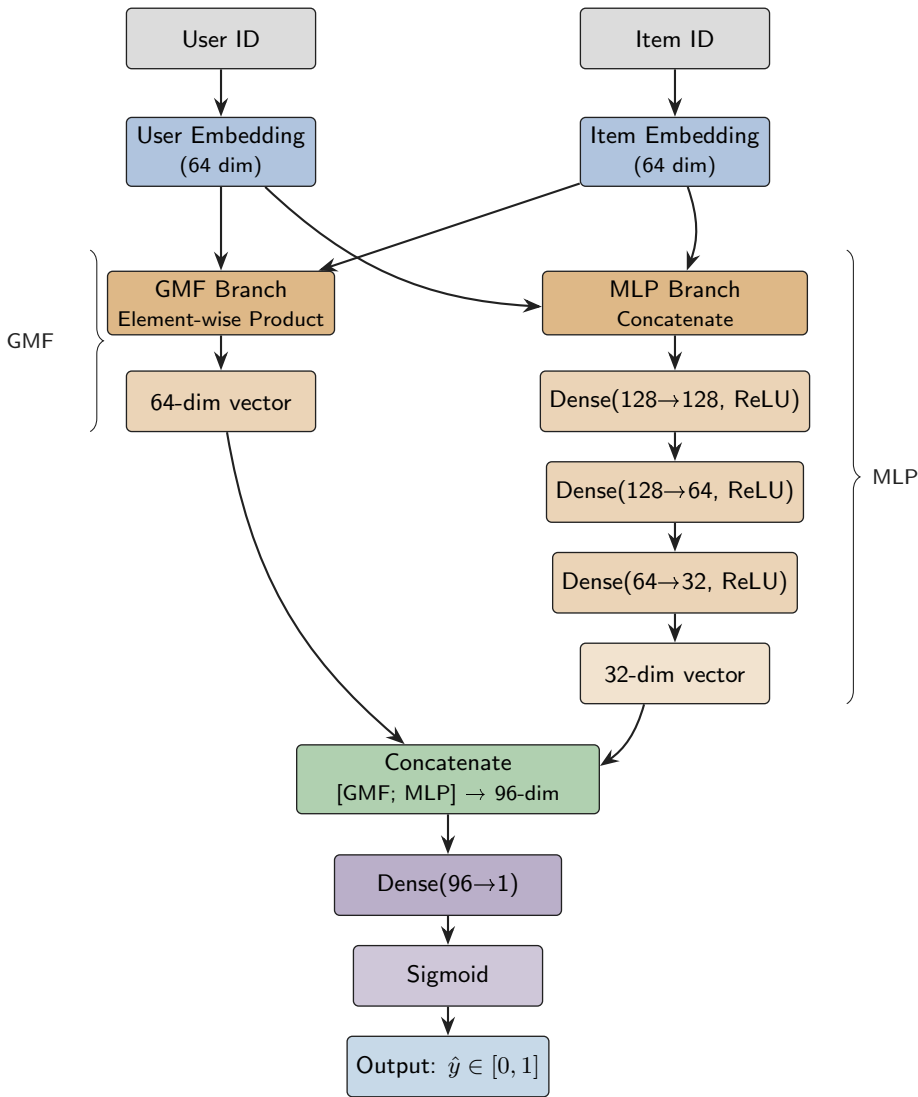 User ID
Item ID
User Embedding
(64 dim)
Item Embedding
(64 dim)
GMF Branch
Element-wise Product
MLP Branch
Concatenate
GMF
64-dim vector
Dense(128→128, ReLU)
Dense(128→64, ReLU)
MLP
Dense(64→32, ReLU)
32-dim vector
Concatenate
[GMF; MLP] → 96-dim
Dense(96→1)
Sigmoid
Output: ŷ ∈ [0, 1]